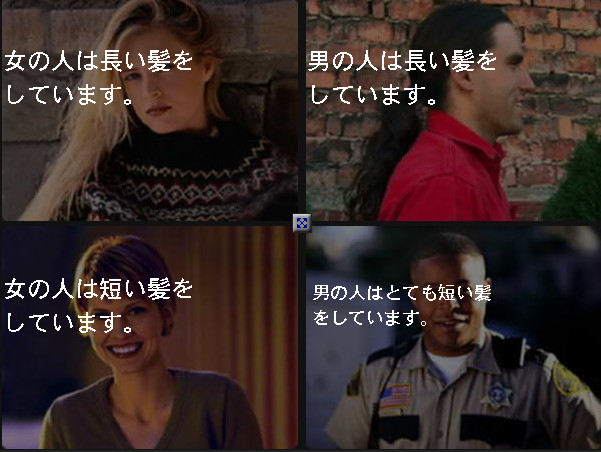 女の人は長い髪を
しています。
男の人は長い髪を
しています。
女の人は短い髪を
しています。
男の人はとても短い髪
をしています。